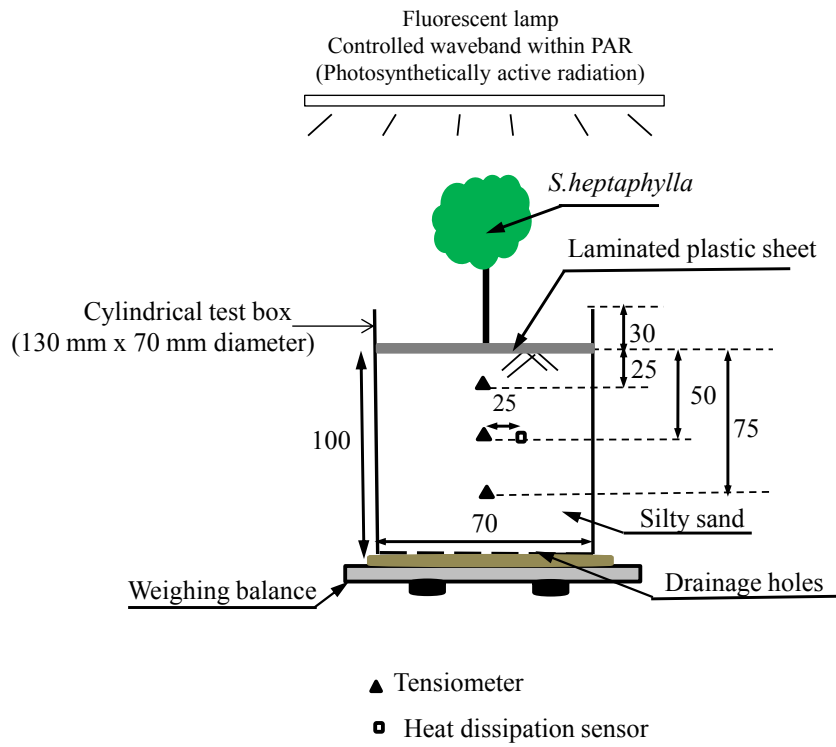 Fluorescent lamp
Controlled waveband within PAR
(Photosynthetically active radiation)
S.heptaphylla
Laminated plastic sheet
Cylindrical test box
(130 mm x 70 mm diameter)
30
25
50
25
75
100
70
Silty sand
Weighing balance
Drainage holes
Tensiometer
Heat dissipation sensor